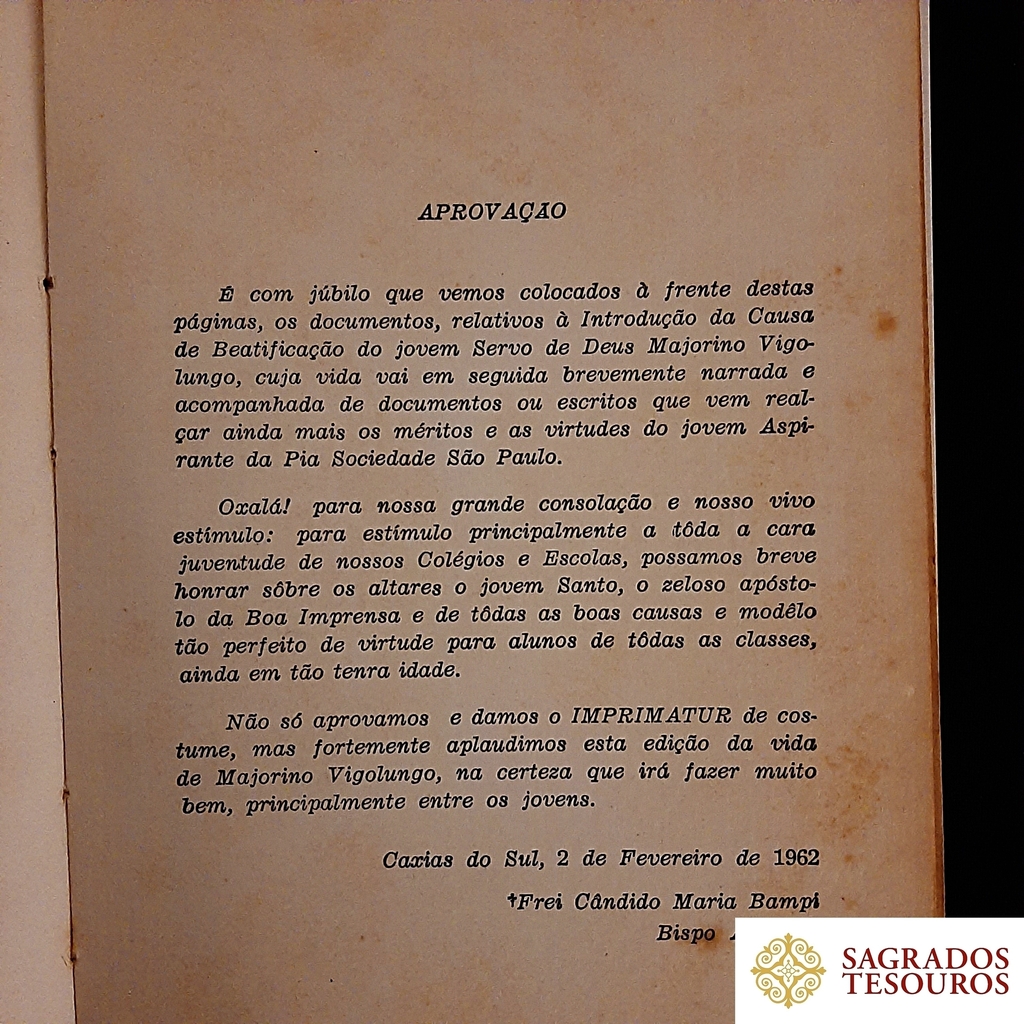 APROVAÇÃO
É com júbilo que vemos colocados à frente destas
páginas, os documentos, relativos à Introdução da Causa
de Beatificação do jovem Servo de Deus Majorino Vigo-
lungo, cuja vida vai em seguida brevemente narrada e
acompanhada de documentos ou escritos que vem real-
çar ainda mais os méritos e as virtudes do jovem Aspi-
rante da Pia Sociedade São Paulo.
Oxalá! para nossa grande consolação e nosso vivo
estímulo: para estímulo principalmente a tôda a cara
juventude de nossos Colégios e Escolas, possamos breve
honrar sôbre os altares o jovem Santo, o zeloso apósto-
lo da Boa Imprensa e de tôdas as boas causas e modêlo
tão perfeito de virtude para alunos de tôdas as classes,
ainda em tão tenra idade.
Não só aprovamos e damos o IMPRIMATUR de cos-
tume, mas fortemente aplaudimos esta edição da vida
de Majorino Vigolungo, na certeza que irá fazer muito
bem, principalmente entre os jovens.
Caxias do Sul, 2 de Fevereiro de 1962
†Frei Cândido Maria Bampi
Bispo
SAGRADOS
TESOUROS